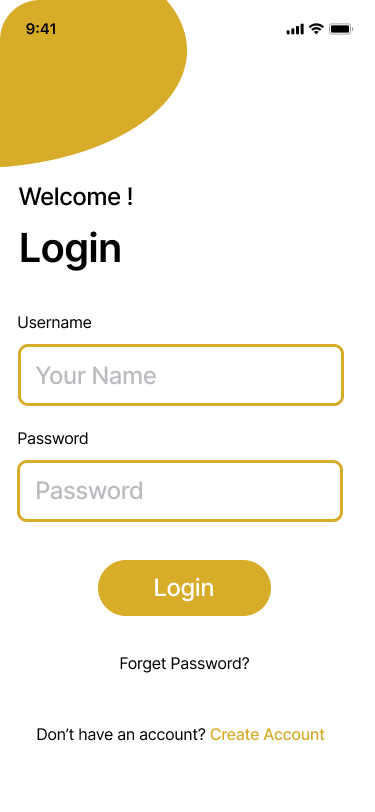 9:41
Welcome !
Login
Username
Your Name
Password
Password
Login
Forget Password?
Don’t have an account? Create Account